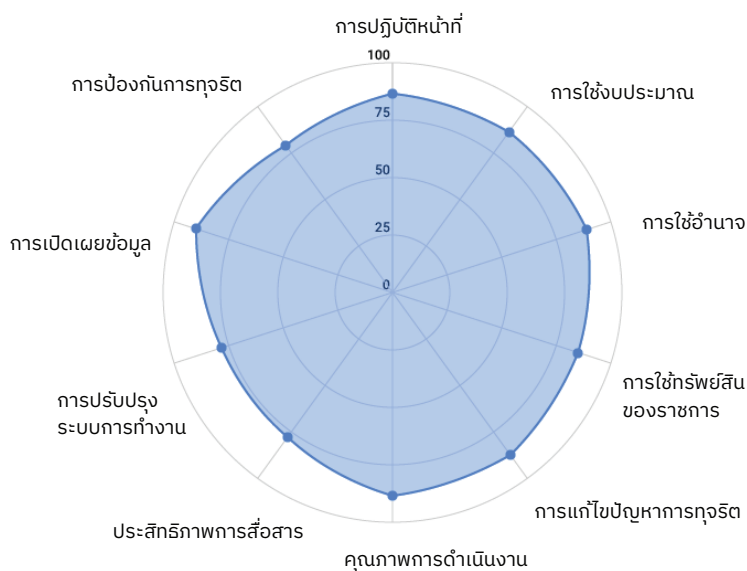 การปฏิบัติหน้าที่
100
การป้องกันการทุจริต
การใช้งบประมาณ
75
50
การใช้อำนาจ
การเปิดเผยข้อมูล
25
0
การใช้ทรัพย์สิน
ของราชการ
การปรับปรุง
ระบบการทำงาน
การแก้ไขปัญหาการทุจริต
ประสิทธิภาพการสื่อสาร
คุณภาพการดำเนินงาน